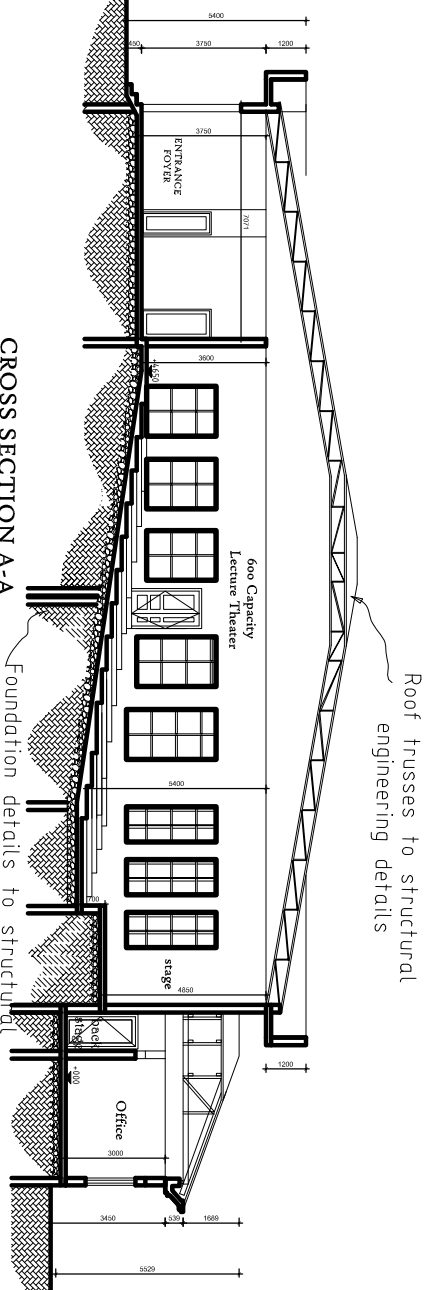 Roof trusses to structural
engineering details
5400
450
3750
1200
3750
ENTRANCE
FOYER
7071
3600
+4650
600 Capacity
Lecture Theater
5400
700
stage
4850
1200
back
stage
+000
Office
3000
3450
539
1689
5529
Foundation details to structural
CROSS SECTION A-A